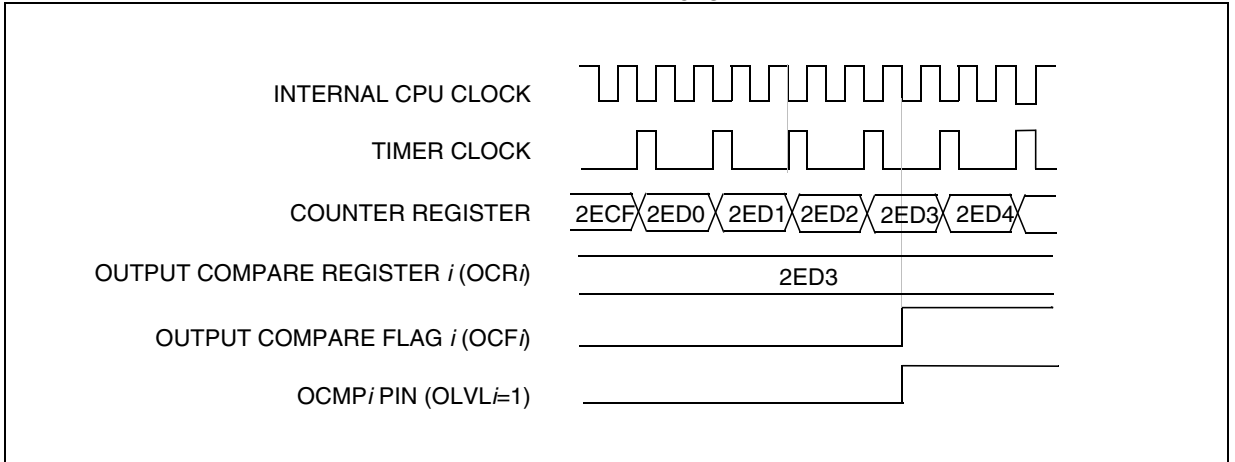 INTERNAL CPU CLOCK
TIMER CLOCK
COUNTER REGISTER 2ECF 2ED0 2ED1 2ED2 2ED3 2ED4
OUTPUT COMPARE REGISTER i (OCRi) 2ED3
OUTPUT COMPARE FLAG i (OCFi)
OCMPi PIN (OLVLi=1)